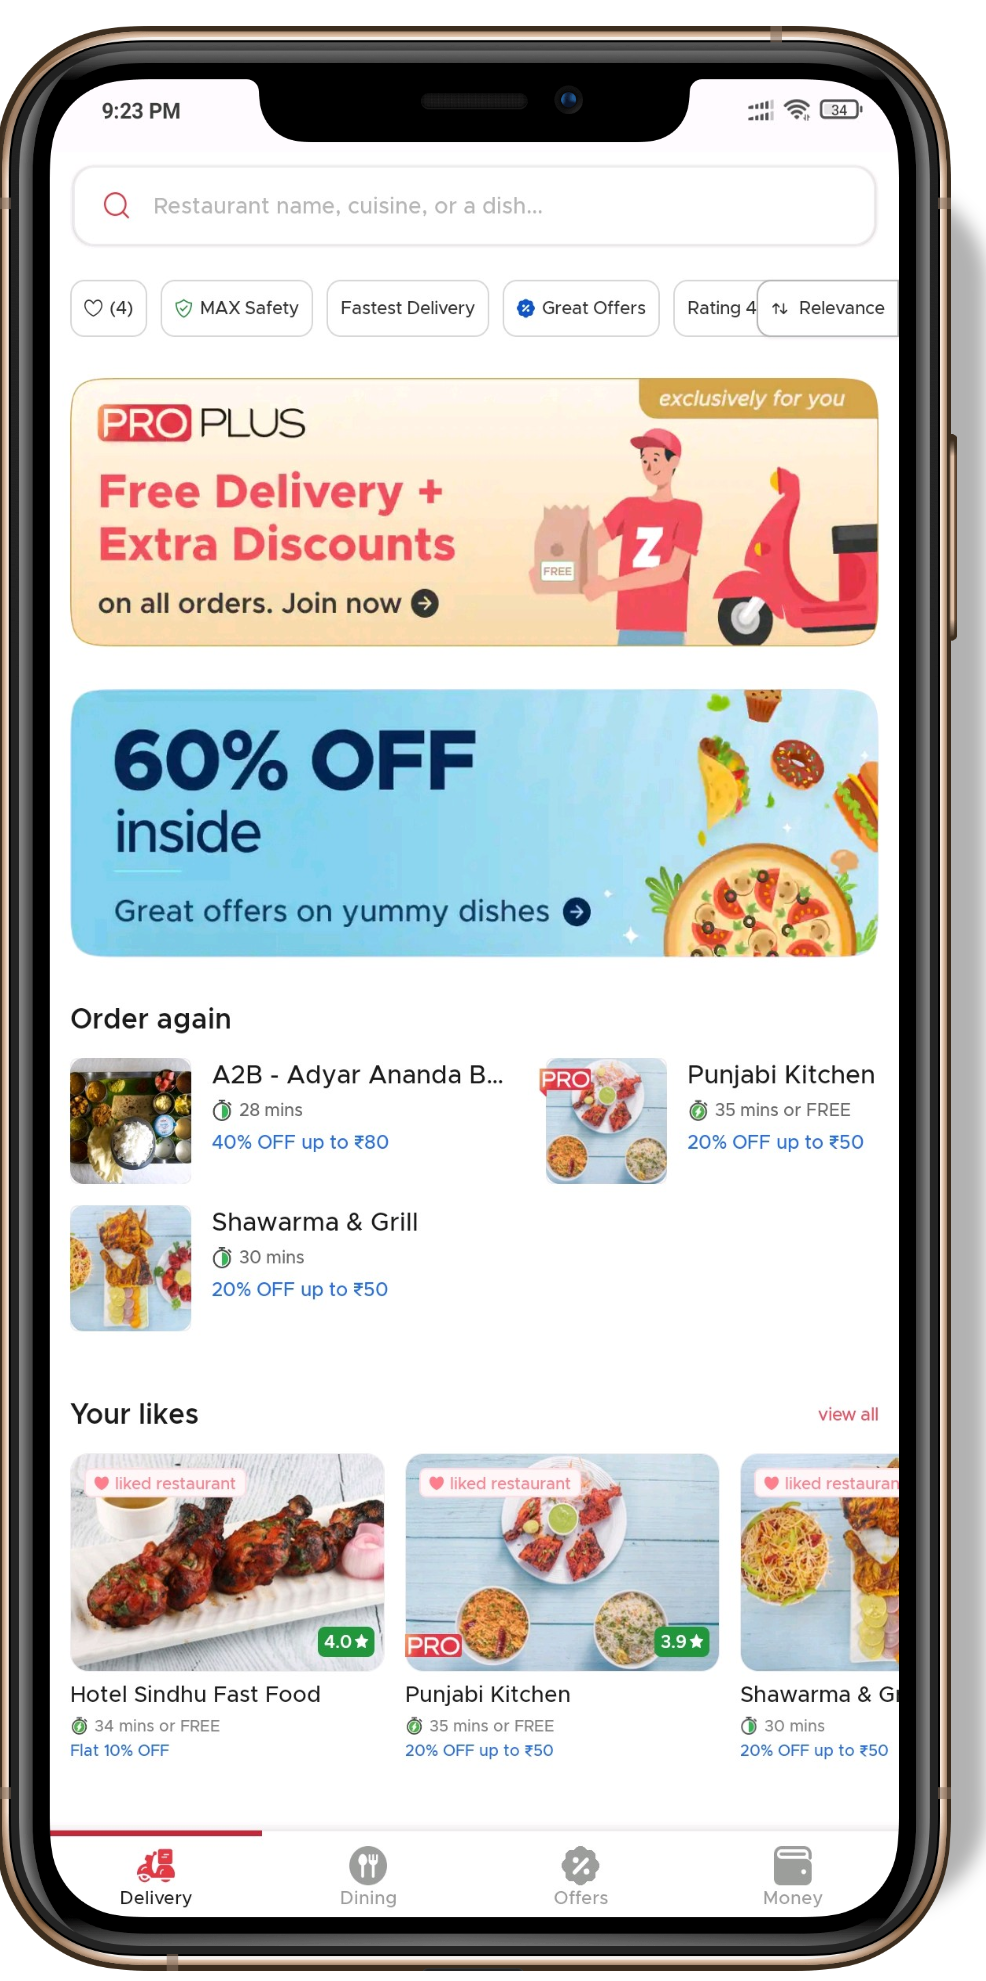 9:23 PM
34
Restaurant name, cuisine, or a dish...
(4)
MAX Safety
Fastest Delivery
Great Offers
Rating 4
Relevance
exclusively for you
PRO PLUS
Free Delivery +
Extra Discounts
on all orders. Join now
Z
FREE
60% OFF
inside
Great offers on yummy dishes
Order again
A2B - Adyar Ananda B...
28 mins
40% OFF up to ₹80
PRO
Punjabi Kitchen
35 mins or FREE
20% OFF up to ₹50
Shawarma & Grill
30 mins
20% OFF up to ₹50
Your likes
view all
liked restaurant
4.0
Hotel Sindhu Fast Food
34 mins or FREE
Flat 10% OFF
liked restaurant
PRO
3.9
Punjabi Kitchen
35 mins or FREE
20% OFF up to ₹50
liked restauran
Shawarma & Gr
30 mins
20% OFF up to ₹50
Delivery
Dining
Offers
Money